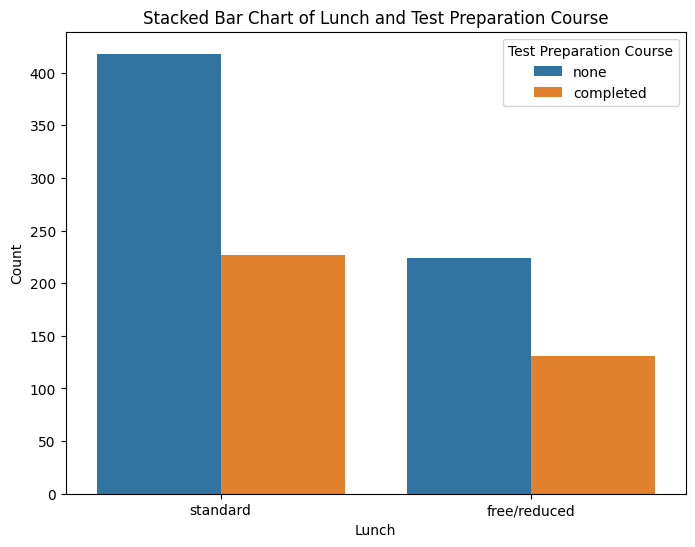 Stacked Bar Chart of Lunch and Test Preparation Course
Test Preparation Course
none
completed
Count
400
350
300
250
200
150
100
50
0
standard
free/reduced
Lunch